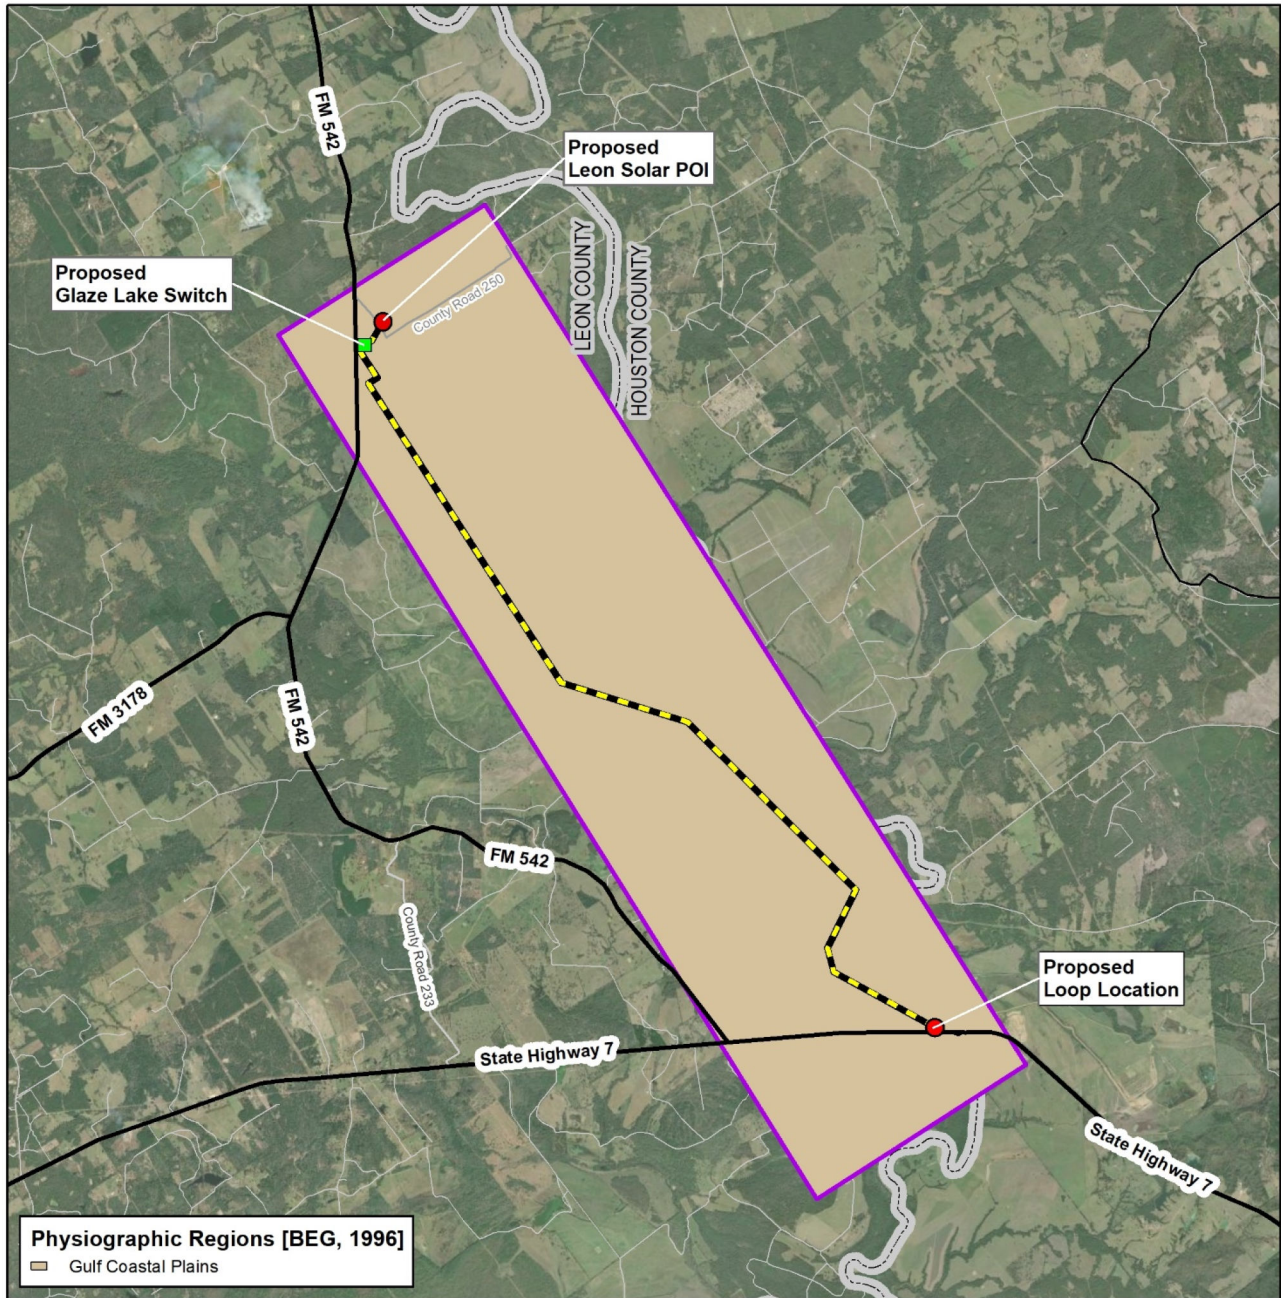 FM 542
Proposed
Leon Solar POI
LEON COUNTY
HOUSTON COUNTY
Proposed
Glaze Lake Switch
County Road 250
FM 3178
FM 542
FM 542
County Road 233
Proposed
Loop Location
State Highway 7
State Highway 7
Physiographic Regions [BEG, 1996]
Gulf Coastal Plains